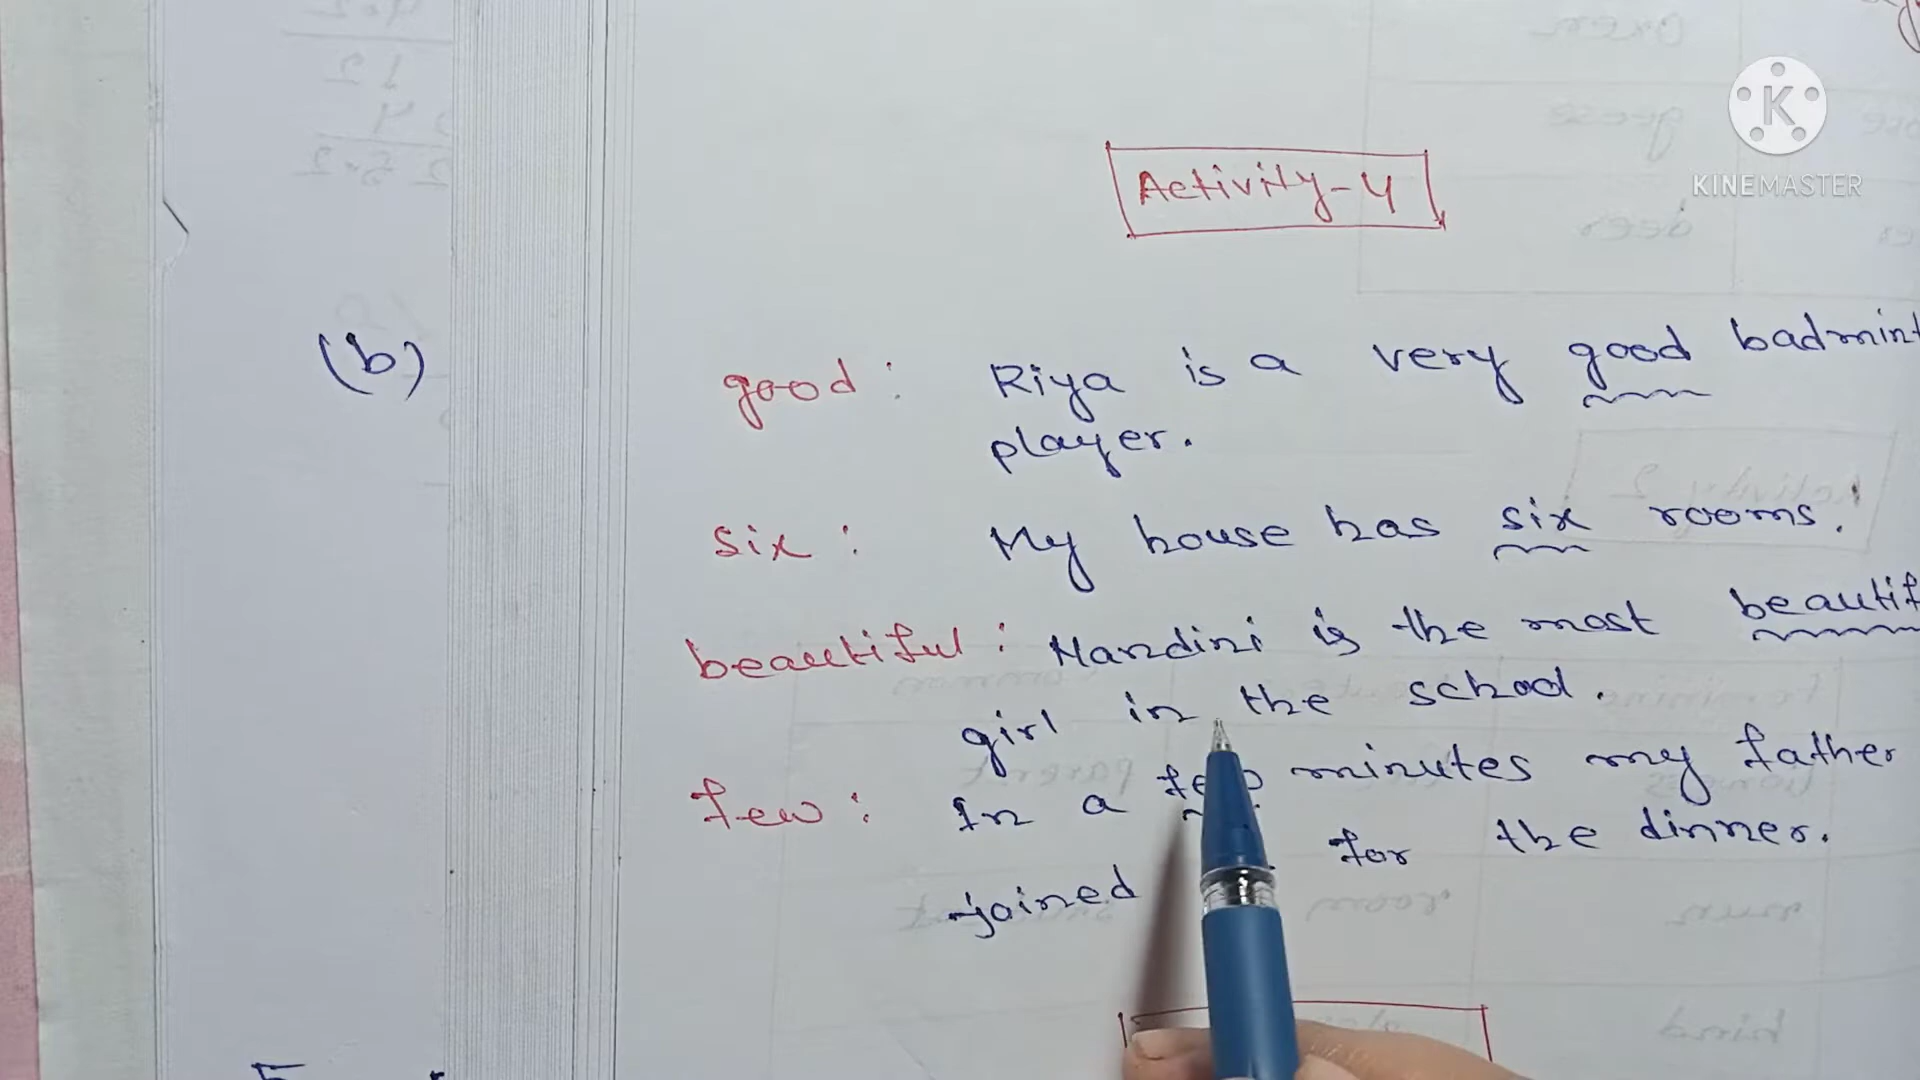 KINEMASTER
Activity-4
(b)
good: Riya is a very good badmint
player.
six: My house has six rooms.
beautiful: Nandini is the most beautif
girl in the school.
few: In a few minutes my father
joined for the dinner.